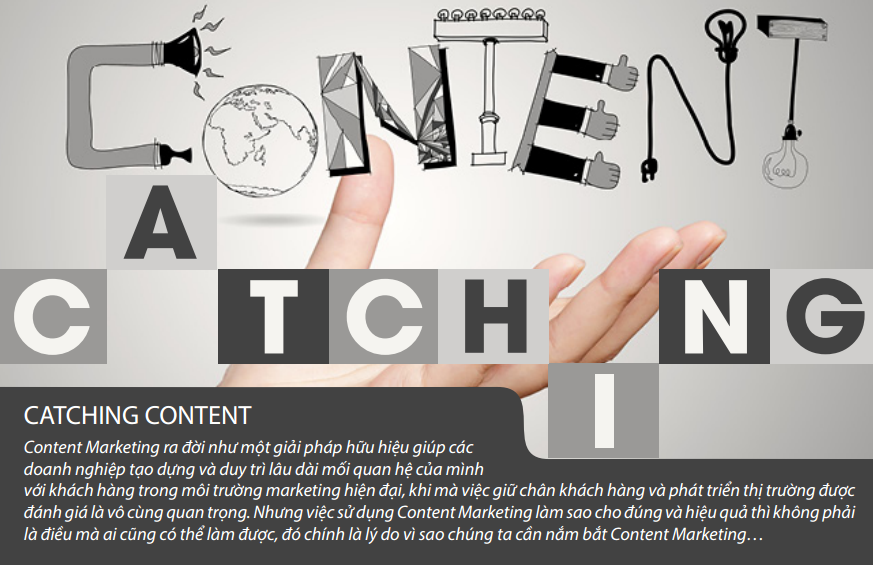 CONTENT
CATCHING
CATCHING CONTENT
Content Marketing ra đời như một giải pháp hữu hiệu giúp các
doanh nghiệp tạo dựng và duy trì lâu dài mối quan hệ của mình
với khách hàng trong môi trường marketing hiện đại, khi mà việc giữ chân khách hàng và phát triển thị trường được
đánh giá là vô cùng quan trọng. Nhưng việc sử dụng Content Marketing làm sao cho đúng và hiệu quả thì không phải
là điều mà ai cũng có thể làm được, đó chính là lý do vì sao chúng ta cần nắm bắt Content Marketing…